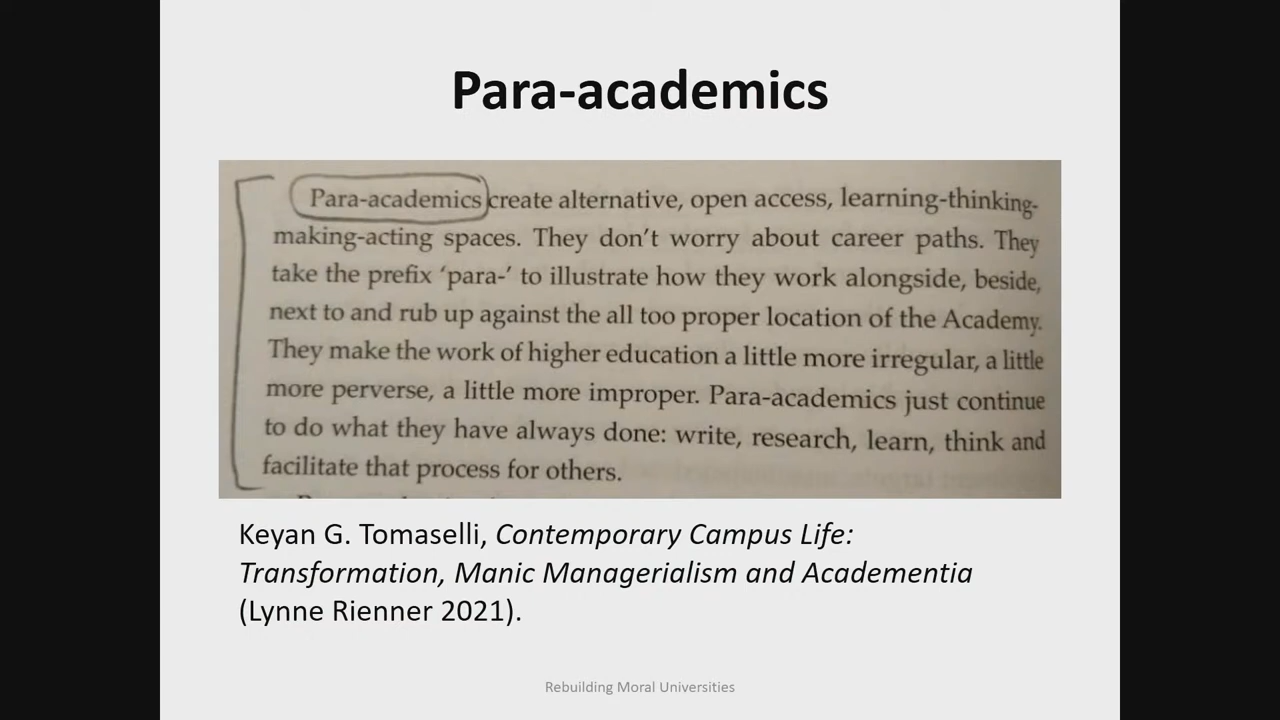 Para-academics
Para-academics create alternative, open access, learning-thinking-
making-acting spaces. They don't worry about career paths. They
take the prefix 'para-' to illustrate how they work alongside, beside,
next to and rub up against the all too proper location of the Academy.
They make the work of higher education a little more irregular, a little
more perverse, a little more improper. Para-academics just continue
to do what they have always done: write, research, learn, think and
facilitate that process for others.
Keyan G. Tomaselli, Contemporary Campus Life:
Transformation, Manic Managerialism and Academentia
(Lynne Rienner 2021).
Rebuilding Moral Universities